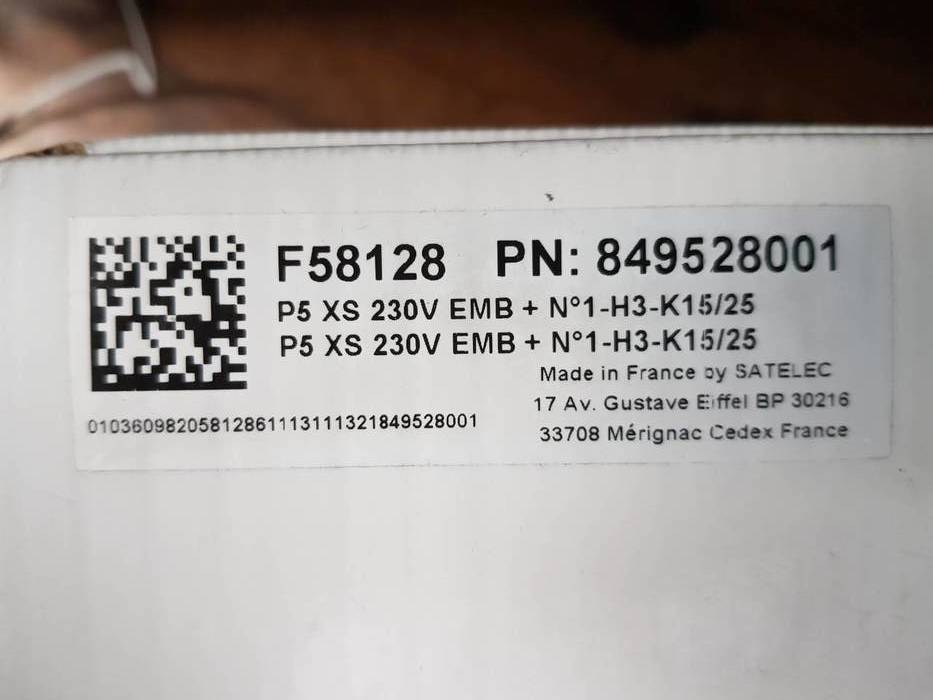 F58128 PN: 849528001
P5 XS 230V EMB + N°1-H3-K15/25
P5 XS 230V EMB + N°1-H3-K15/25
Made in France by SATELEC
17 Av. Gustave Eiffel BP 30216
33708 Mérignac Cedex France
01036098205812861113111321849528001